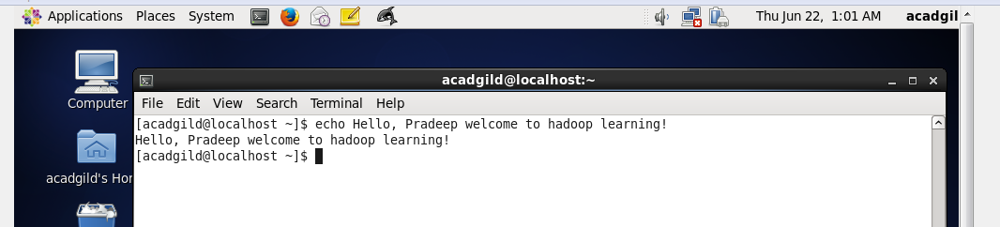 Applications Places System Thu Jun 22, 1:01 AM acadgil
acadgild@localhost:~
Computer
File Edit View Search Terminal Help
[acadgild@localhost ~]$ echo Hello, Pradeep welcome to hadoop learning!
Hello, Pradeep welcome to hadoop learning!
[acadgild@localhost ~]$
acadgild's Hor